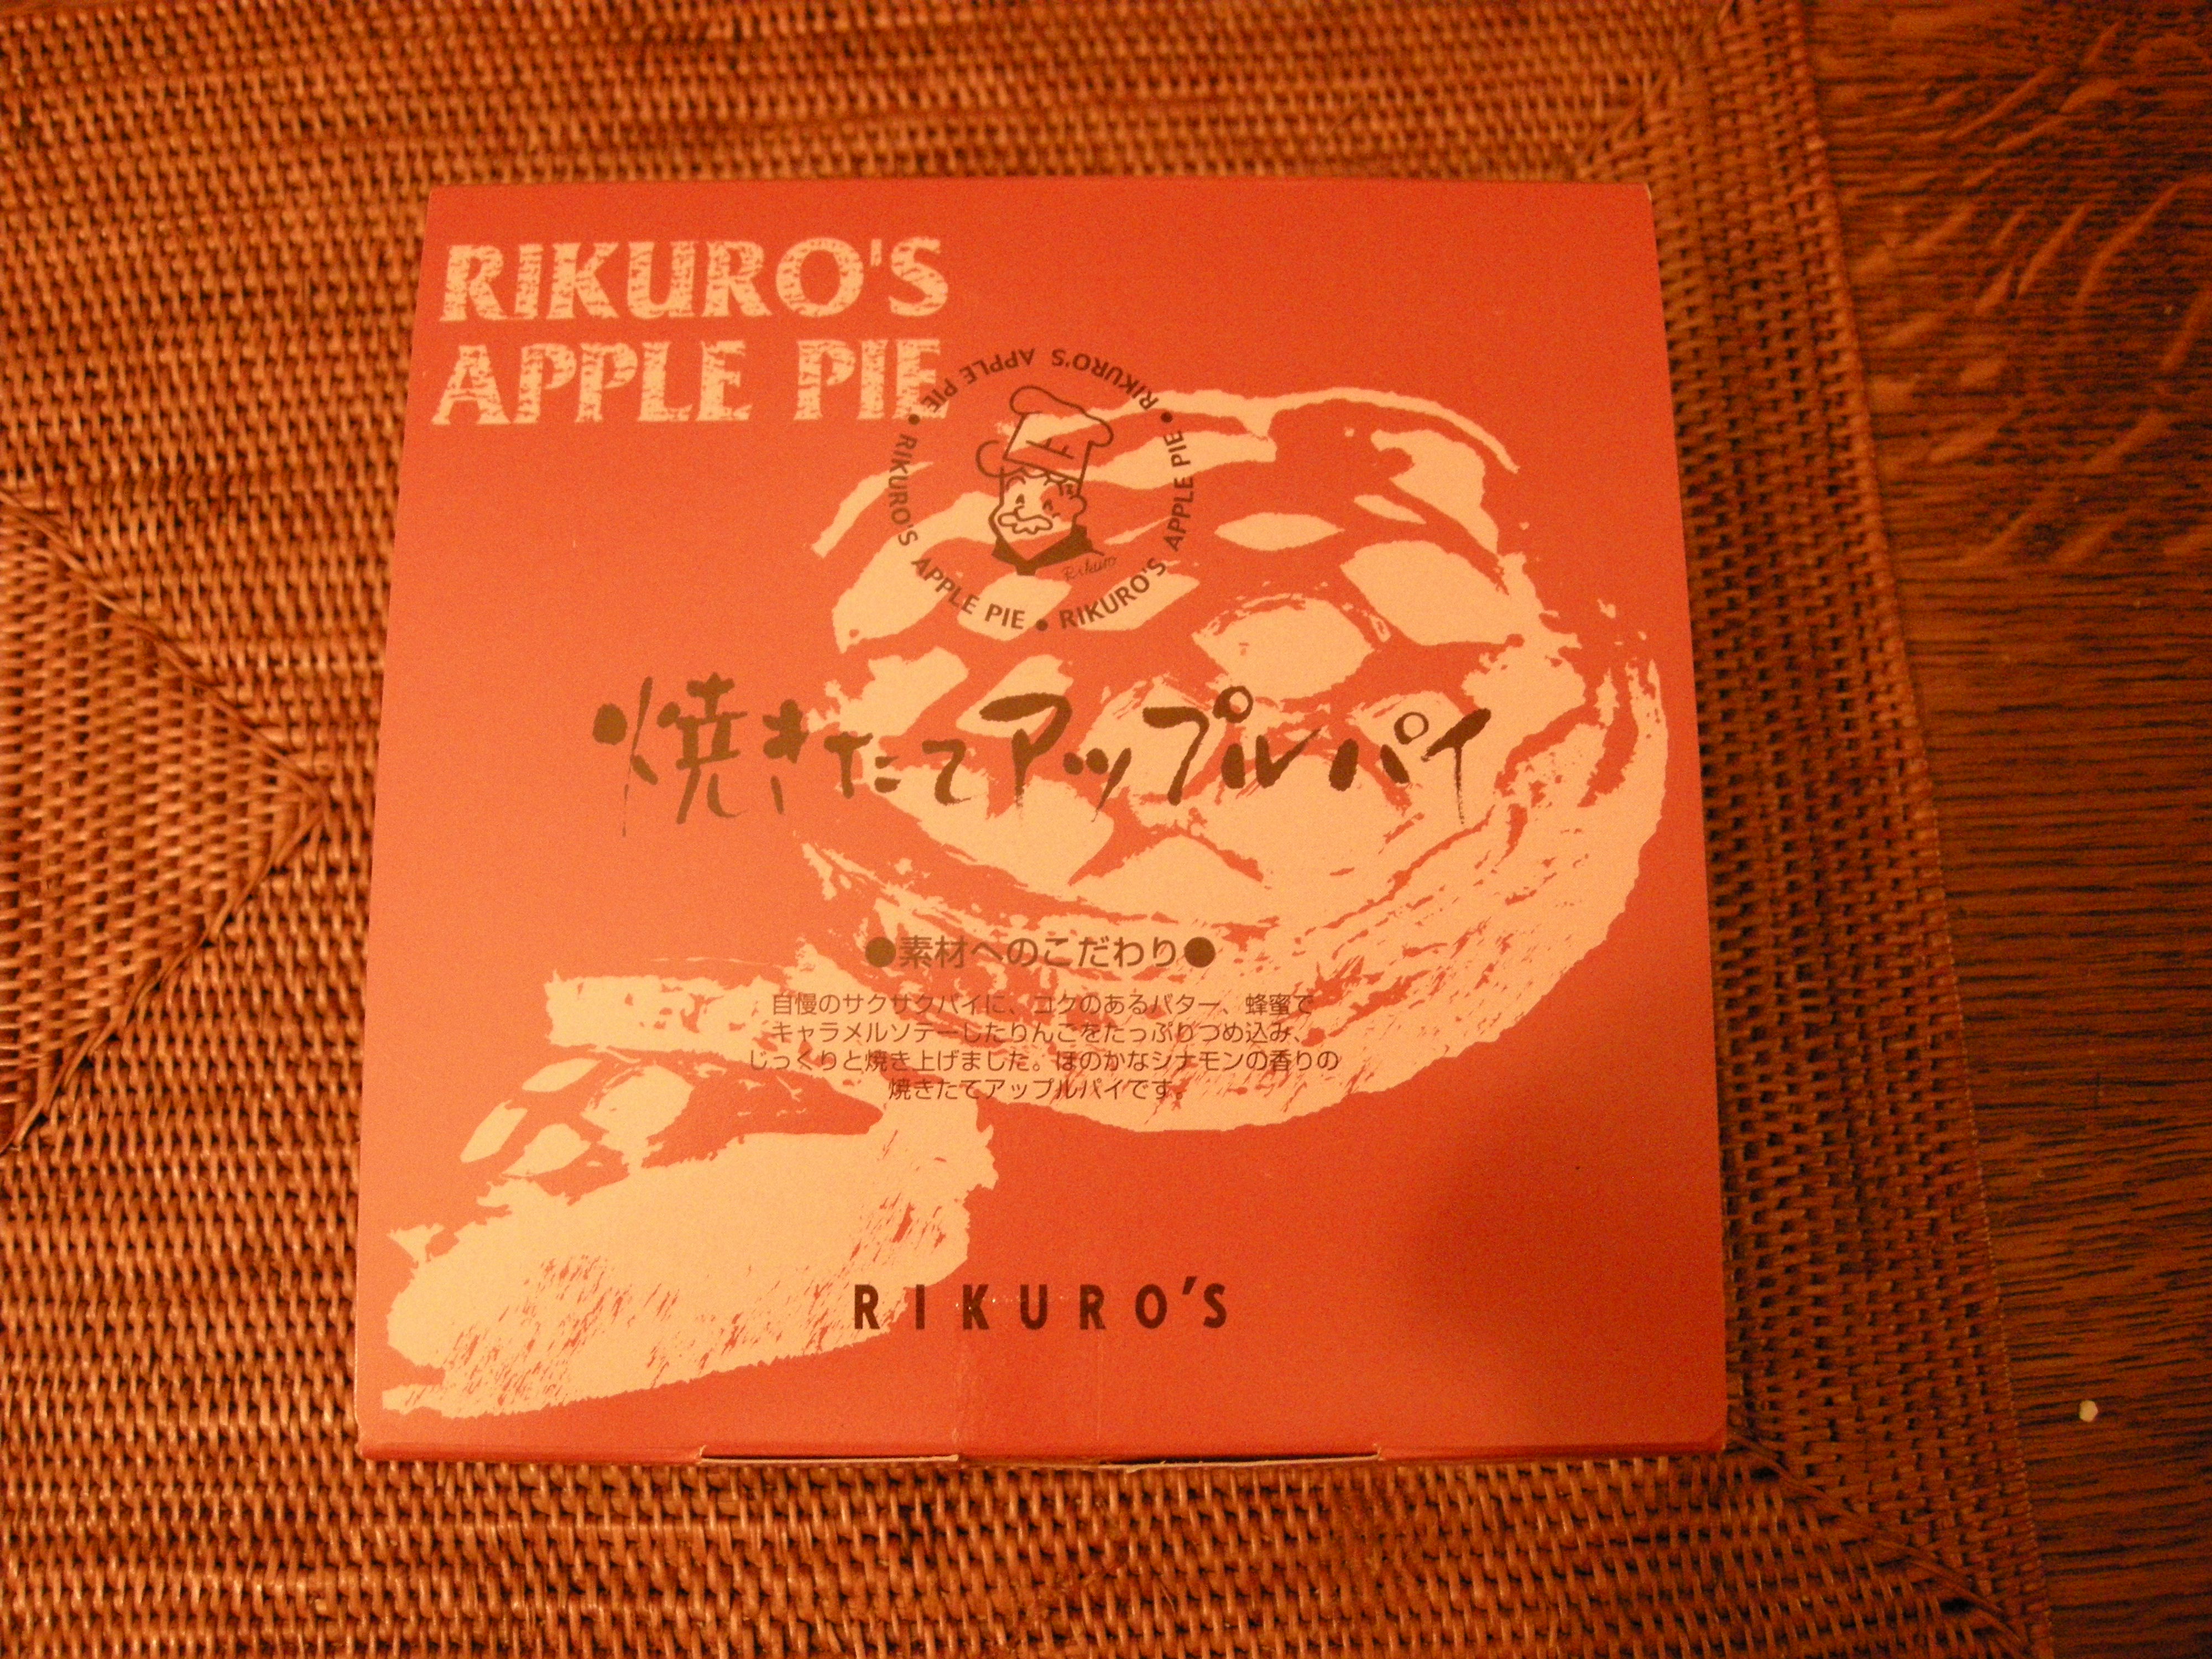 RIKURO'S
APPLE PIE
RIKURO'S APPLE PIE • RIKURO'S APPLE PIE • RIKURO'S APPLE PIE •
Rikuro
焼きたてアップルパイ
●素材へのこだわり●
自慢のサクサクパイに、コクのあるバター、蜂蜜で
キャラメルソテーしたりんごをたっぷりつめ込み、
じっくりと焼き上げました。ほのかなシナモンの香りの
焼きたてアップルパイです。
RIKURO'S